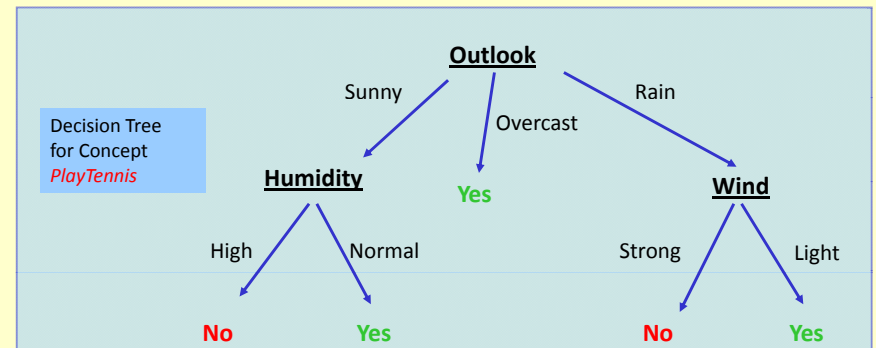 Outlook
Sunny
Overcast
Rain
Decision Tree
for Concept
PlayTennis
Humidity
Yes
Wind
High
Normal
Strong
Light
No
Yes
No
Yes